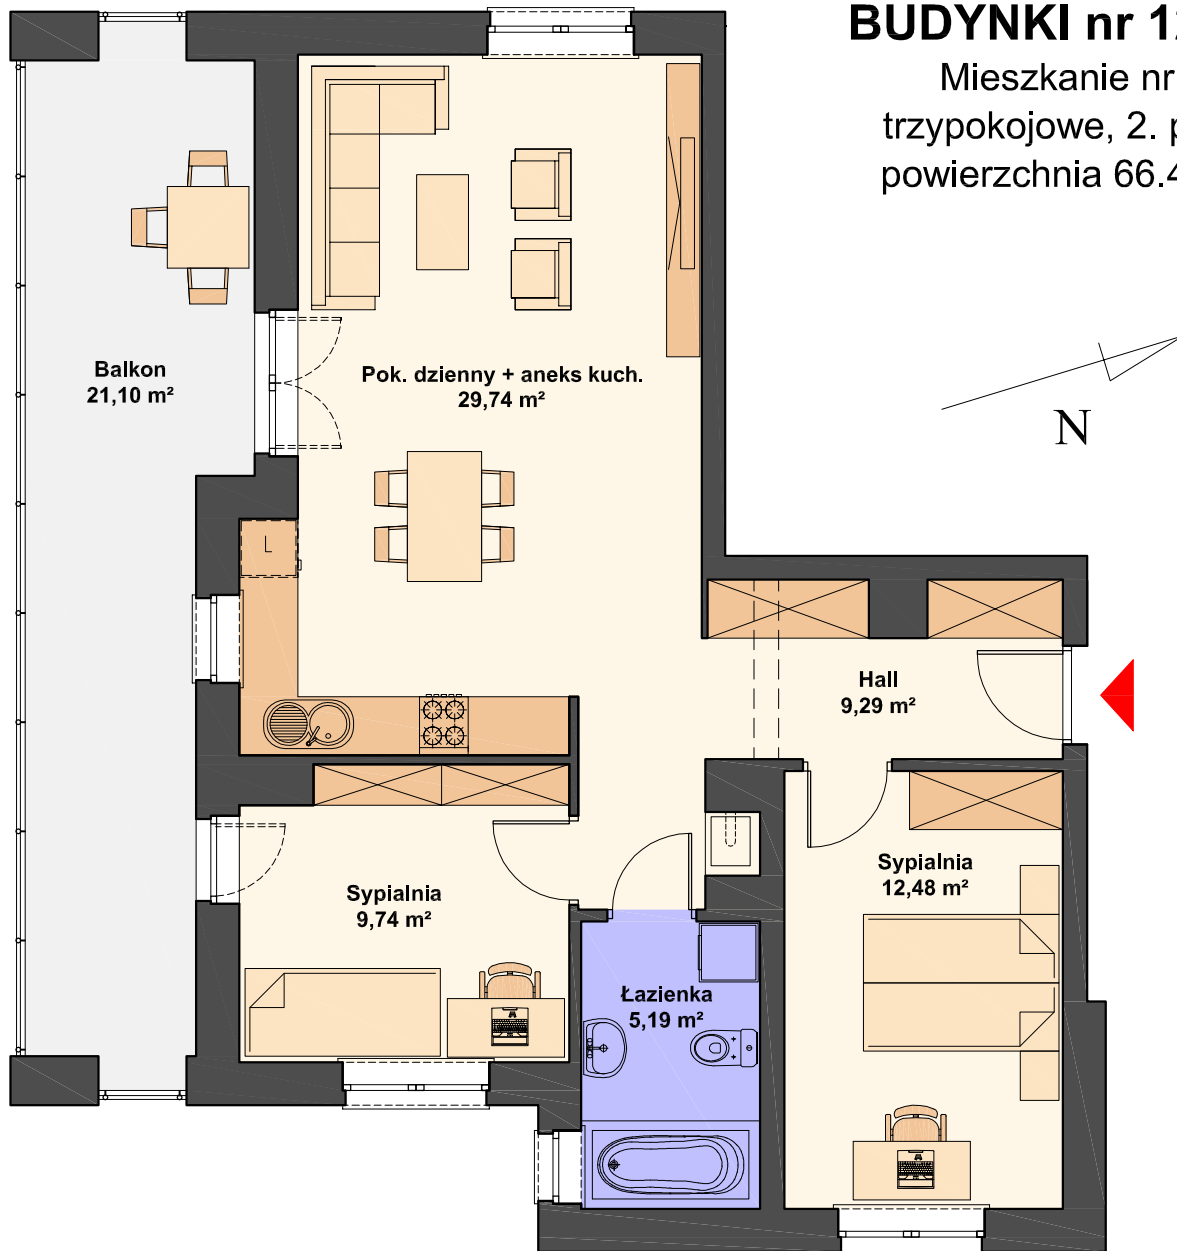 BUDYNKI nr 12
Mieszkanie nr
trzypokojowe, 2.
powierzchnia 66.4
Balkon
21,10 m²
Pok. dzienny + aneks kuch.
29,74 m²
N
L
Hall
9,29 m²
Sypialnia
9,74 m²
Sypialnia
12,48 m²
Łazienka
5,19 m²